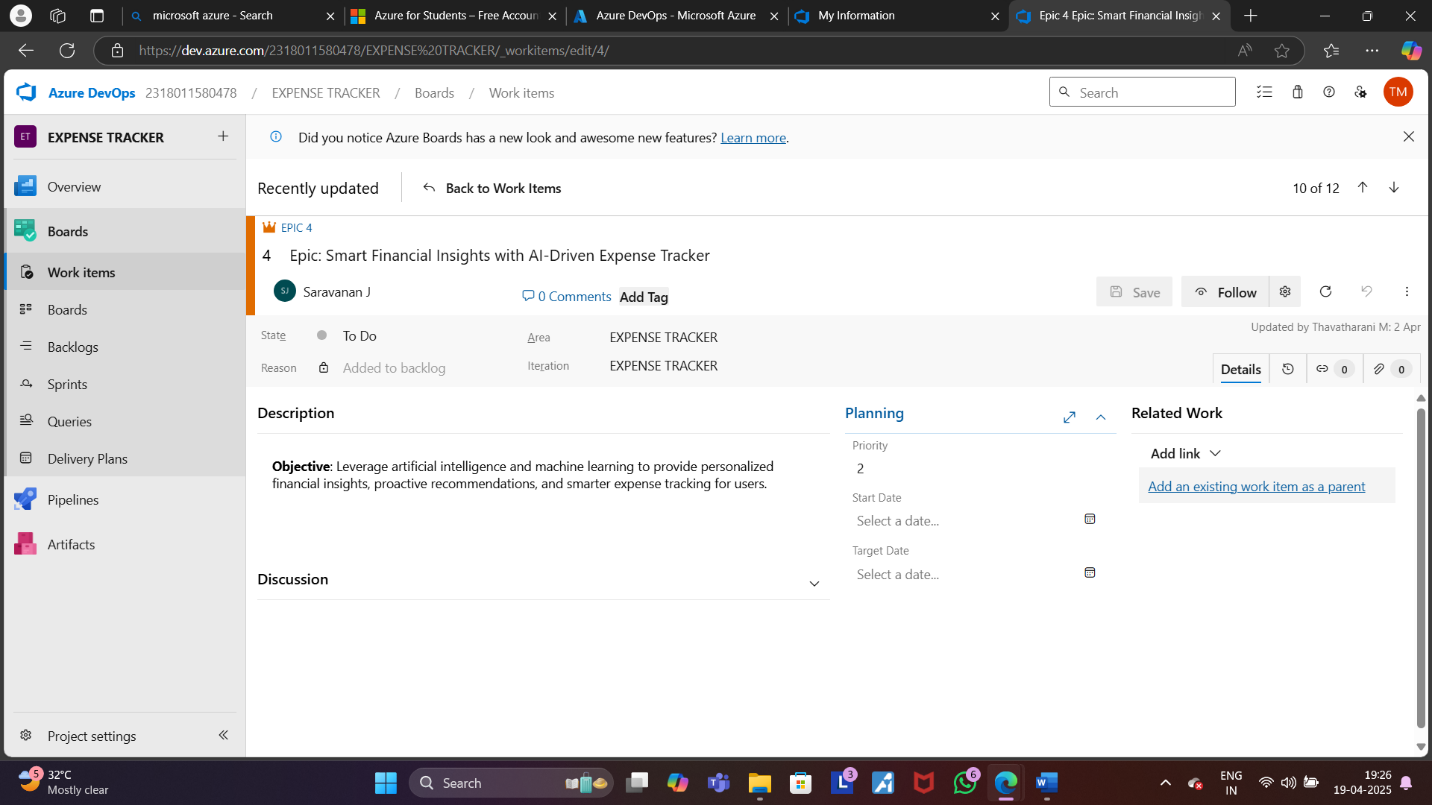 microsoft azure - Search
Azure for Students – Free Accoun
Azure DevOps - Microsoft Azure
My Information
Epic 4 Epic: Smart Financial Insigh
https://dev.azure.com/2318011580478/EXPENSE%20TRACKER/_workitems/edit/4/
Azure DevOps 2318011580478 / EXPENSE TRACKER / Boards / Work items
Search
TM
ET EXPENSE TRACKER
Did you notice Azure Boards has a new look and awesome new features? Learn more.
Overview
Boards
Work items
Boards
Backlogs
Sprints
Queries
Delivery Plans
Pipelines
Artifacts
Project settings
Recently updated
Back to Work Items
10 of 12
EPIC 4
4 Epic: Smart Financial Insights with AI-Driven Expense Tracker
SJ Saravanan J
0 Comments Add Tag
Save
Follow
State To Do
Area EXPENSE TRACKER
Updated by Thavatharani M: 2 Apr
Reason Added to backlog
Iteration EXPENSE TRACKER
Details
0
0
Description
Objective: Leverage artificial intelligence and machine learning to provide personalized
financial insights, proactive recommendations, and smarter expense tracking for users.
Discussion
Planning
Priority
2
Start Date
Select a date...
Target Date
Select a date...
Related Work
Add link
Add an existing work item as a parent
5
32°C
Mostly clear
Search
3
6
ENG
IN
19:26
19-04-2025